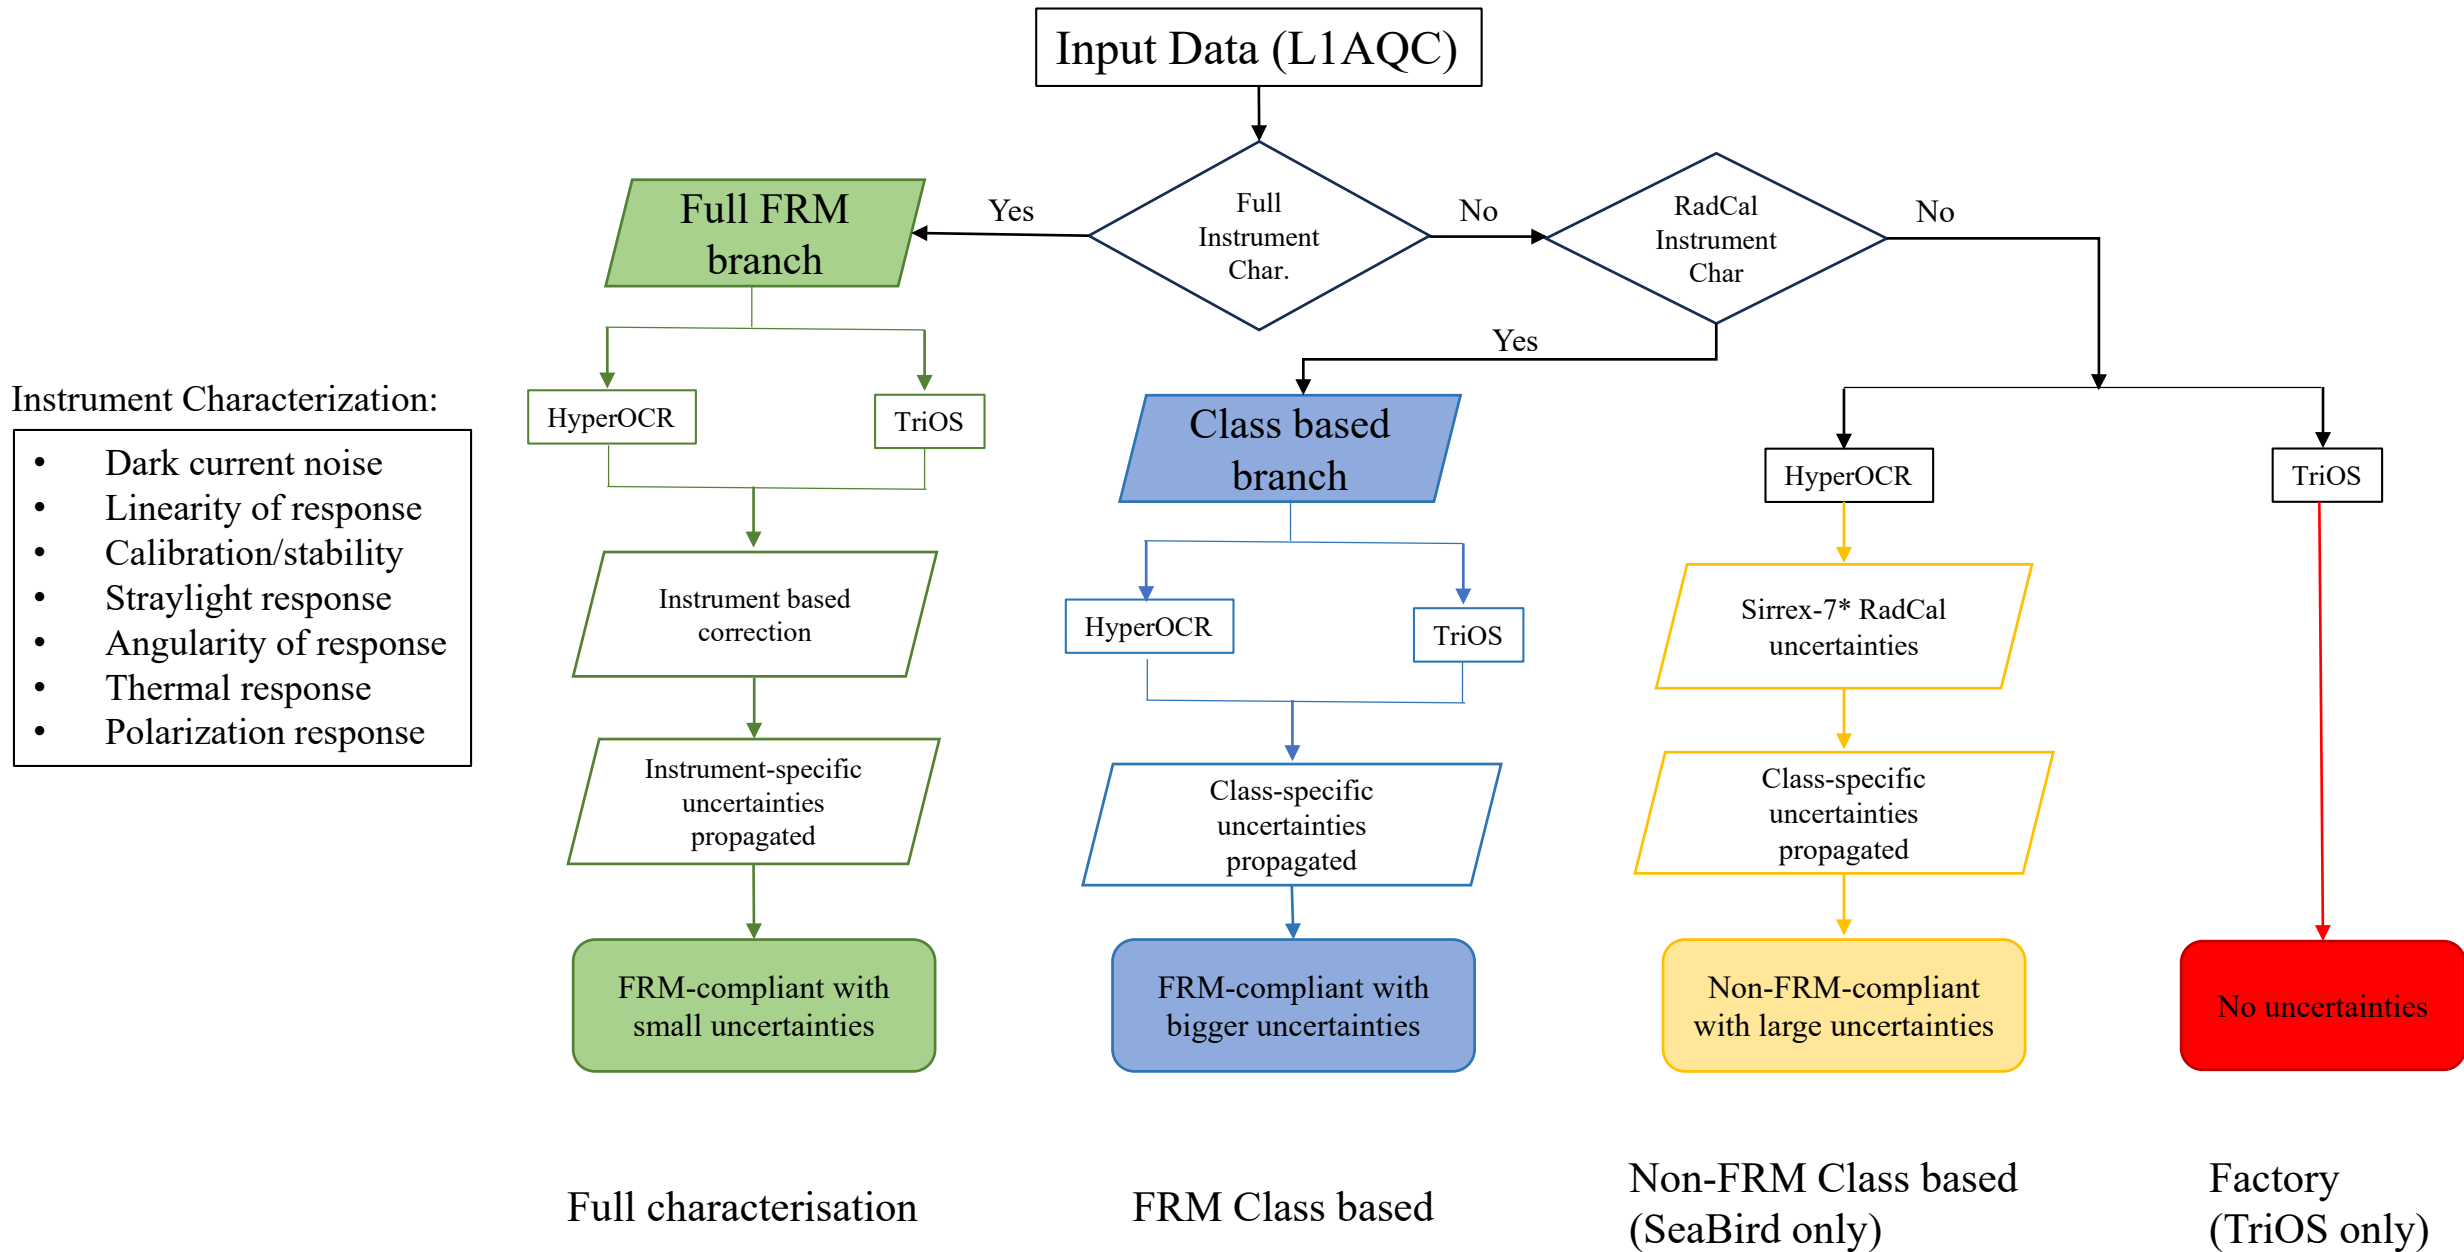 Input Data (L1AQC)
Full FRM
branch
Yes
Full
Instrument
Char.
No
RadCal
Instrument
Char
No
Yes
Instrument Characterization:
• Dark current noise
• Linearity of response
• Calibration/stability
• Straylight response
• Angularity of response
• Thermal response
• Polarization response
HyperOCR
TriOS
Instrument based
correction
Instrument-specific
uncertainties
propagated
FRM-compliant with
small uncertainties
Full characterisation
Class based
branch
HyperOCR
TriOS
Class-specific
uncertainties
propagated
FRM-compliant with
bigger uncertainties
FRM Class based
HyperOCR
Sirrex-7* RadCal
uncertainties
Class-specific
uncertainties
propagated
Non-FRM-compliant
with large uncertainties
Non-FRM Class based
(SeaBird only)
TriOS
No uncertainties
Factory
(TriOS only)